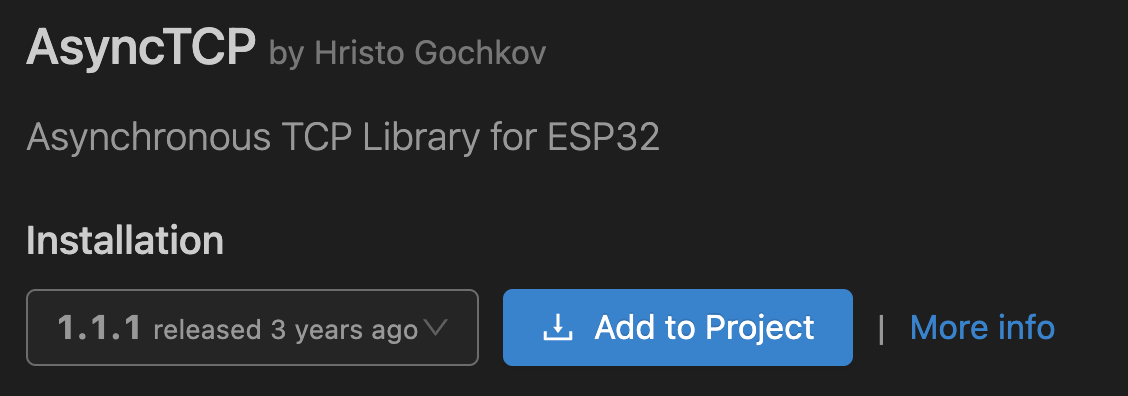 AsyncTCP by Hristo Gochkov
Asynchronous TCP Library for ESP32
Installation
1.1.1 released 3 years ago Add to Project | More info